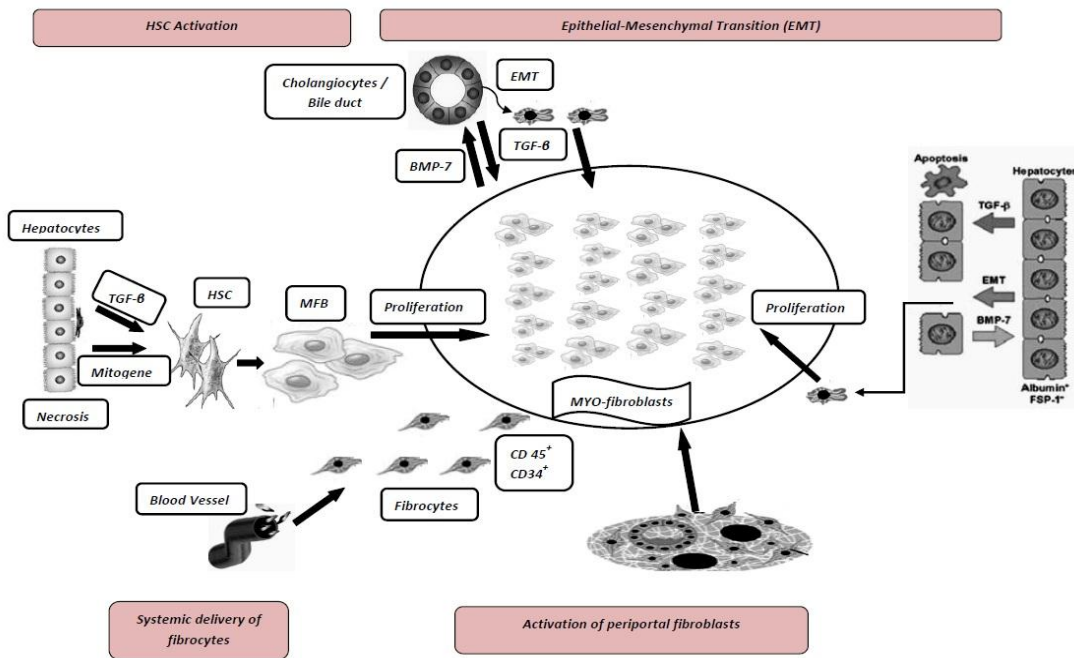 HSC Activation
Epithelial-Mesenchymal Transition (EMT)
Cholangiocytes /
Bile duct
EMT
TGF-β
BMP-7
Hepatocytes
TGF-β
HSC
MFB
Proliferation
Mitogene
Necrosis
Proliferation
MYO-fibroblasts
Apoptosis
Hepatocytes
TGF-β
EMT
BMP-7
Albumin⁺
FSP-1⁻
CD 45⁺
CD34⁺
Fibrocytes
Blood Vessel
Systemic delivery of
fibrocytes
Activation of periportal fibroblasts